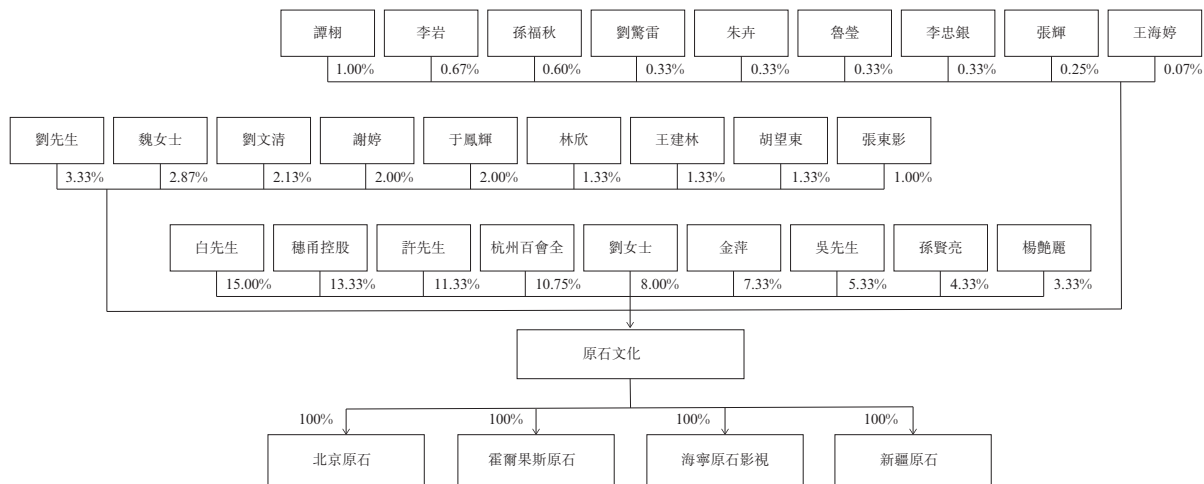 譚栩 李岩 孫福秋 劉驚雷 朱卉 魯瑩 李忠銀 張輝 王海婷
1.00% 0.67% 0.60% 0.33% 0.33% 0.33% 0.33% 0.25% 0.07%
劉先生 魏女士 劉文清 謝婷 于鳳輝 林欣 王建林 胡望東 張東影
3.33% 2.87% 2.13% 2.00% 2.00% 1.33% 1.33% 1.33% 1.00%
白先生 穗甬控股 許先生 杭州百會全 劉女士 金萍 吳先生 孫賢亮 楊艷麗
15.00% 13.33% 11.33% 10.75% 8.00% 7.33% 5.33% 4.33% 3.33%
原石文化
100% 100% 100% 100%
北京原石 霍爾果斯原石 海寧原石影視 新疆原石